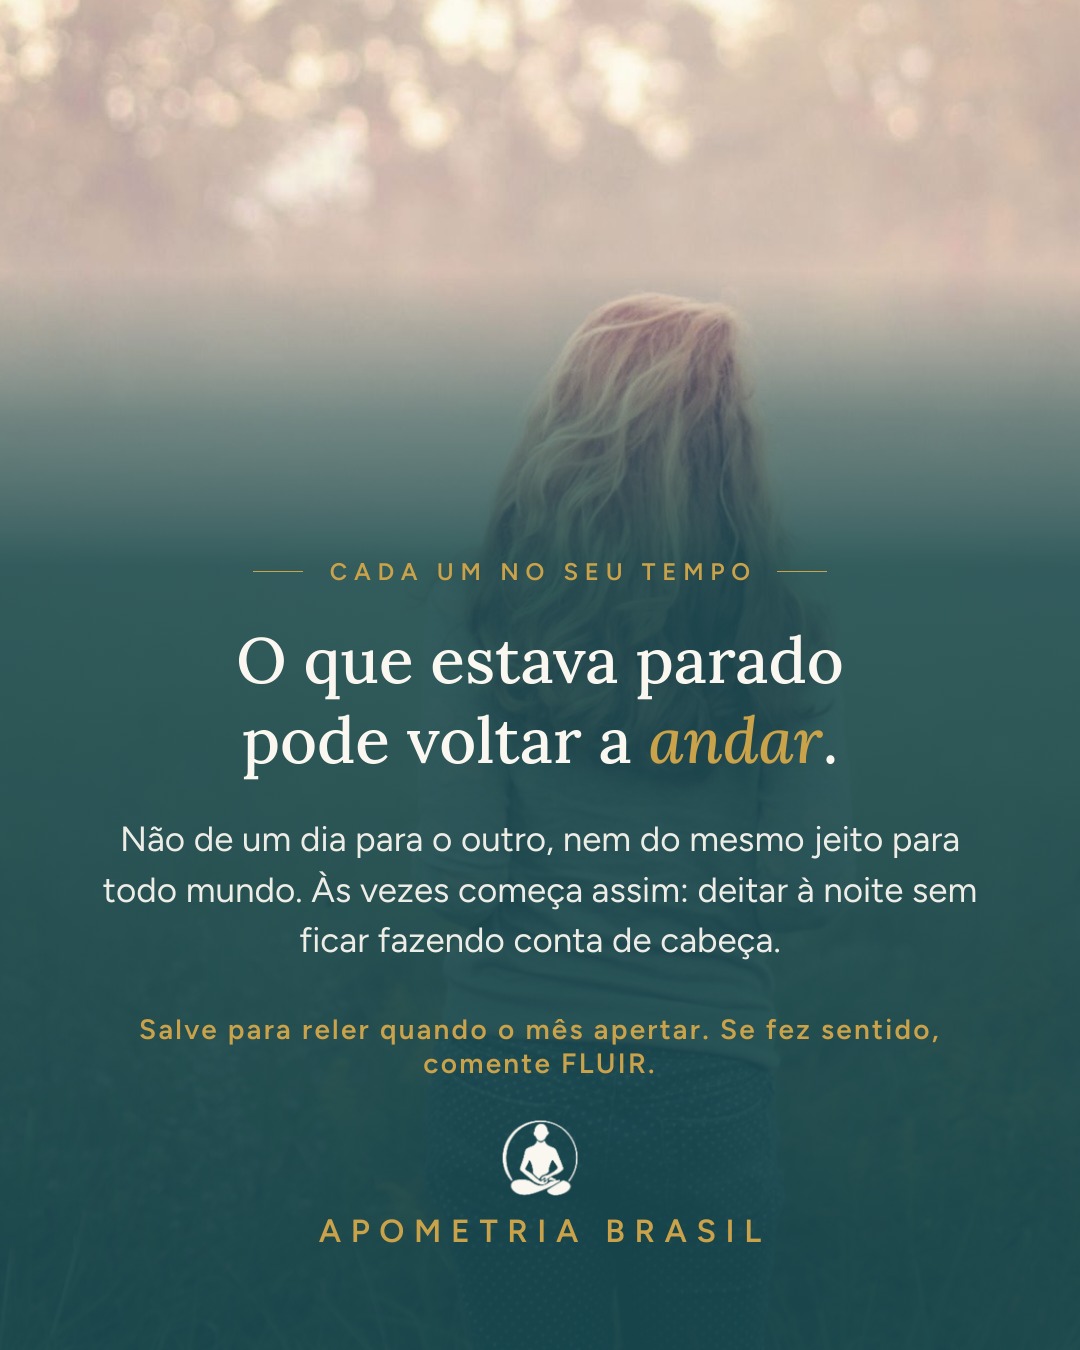 CADA UM NO SEU TEMPO
O que estava parado
pode voltar a andar.
Não de um dia para o outro, nem do mesmo jeito para
todo mundo. Às vezes começa assim: deitar à noite sem
ficar fazendo conta de cabeça.
Salve para reler quando o mês apertar. Se fez sentido,
comente FLUIR.
APOMETRIA BRASIL